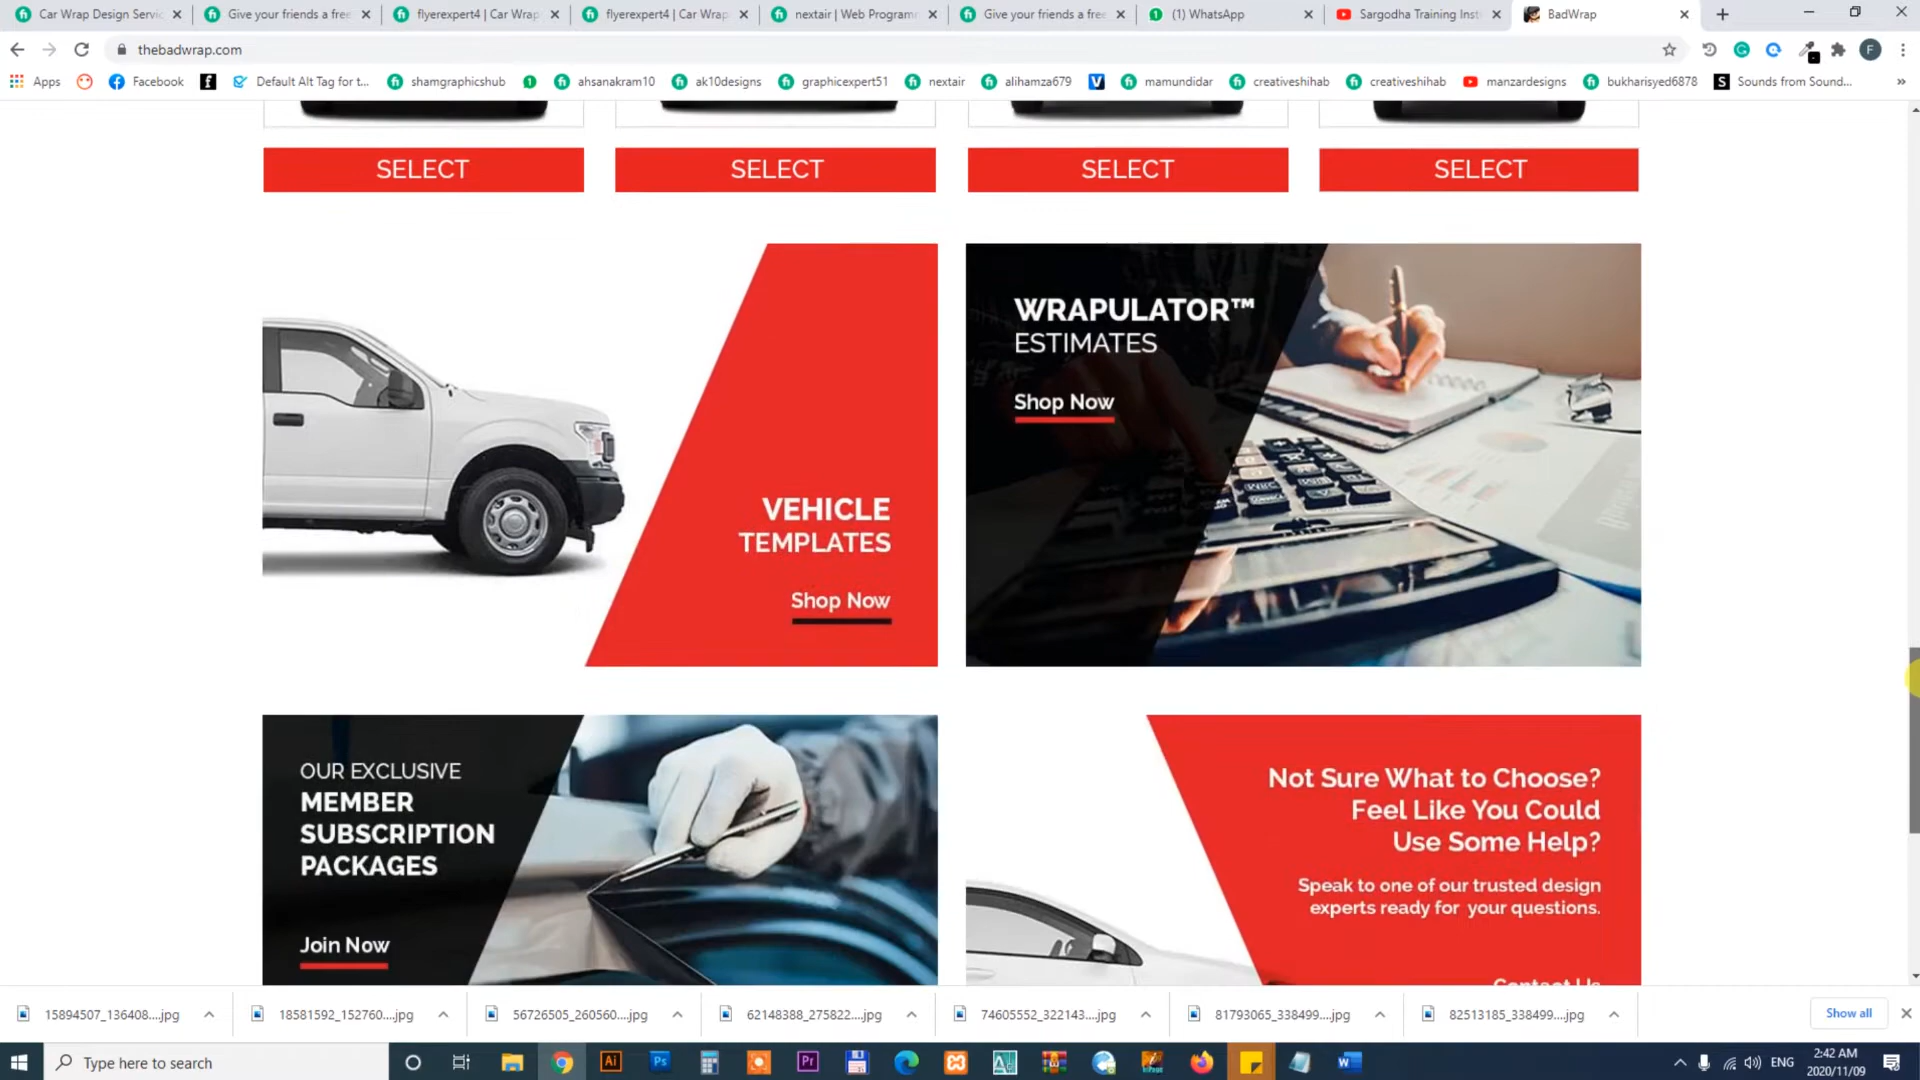 Car Wrap Design Servic
Give your friends a free
flyerexpert4 | Car Wrap
flyerexpert4 | Car Wrap
nextair | Web Programm
Give your friends a free
(1) WhatsApp
Sargodha Training Insti
BadWrap
thebadwrap.com
Apps
Facebook
Default Alt Tag for t...
shamgraphicshub
ahsanakram10
ak10designs
graphicexpert51
nextair
alihamza679
mamundidar
creativeshihab
creativeshihab
manzardesigns
bukharisyed6878
Sounds from Sound...
SELECT
SELECT
SELECT
SELECT
VEHICLE
TEMPLATES
Shop Now
WRAPULATOR™
ESTIMATES
Shop Now
OUR EXCLUSIVE
MEMBER
SUBSCRIPTION
PACKAGES
Join Now
Not Sure What to Choose?
Feel Like You Could
Use Some Help?
Speak to one of our trusted design
experts ready for your questions.
Contact Us
15894507_136408....jpg
18581592_152760....jpg
56726505_260560....jpg
62148388_275822....jpg
74605552_322143....jpg
81793065_338499....jpg
82513185_338499....jpg
Show all
Type here to search
ENG
2:42 AM
2020/11/09